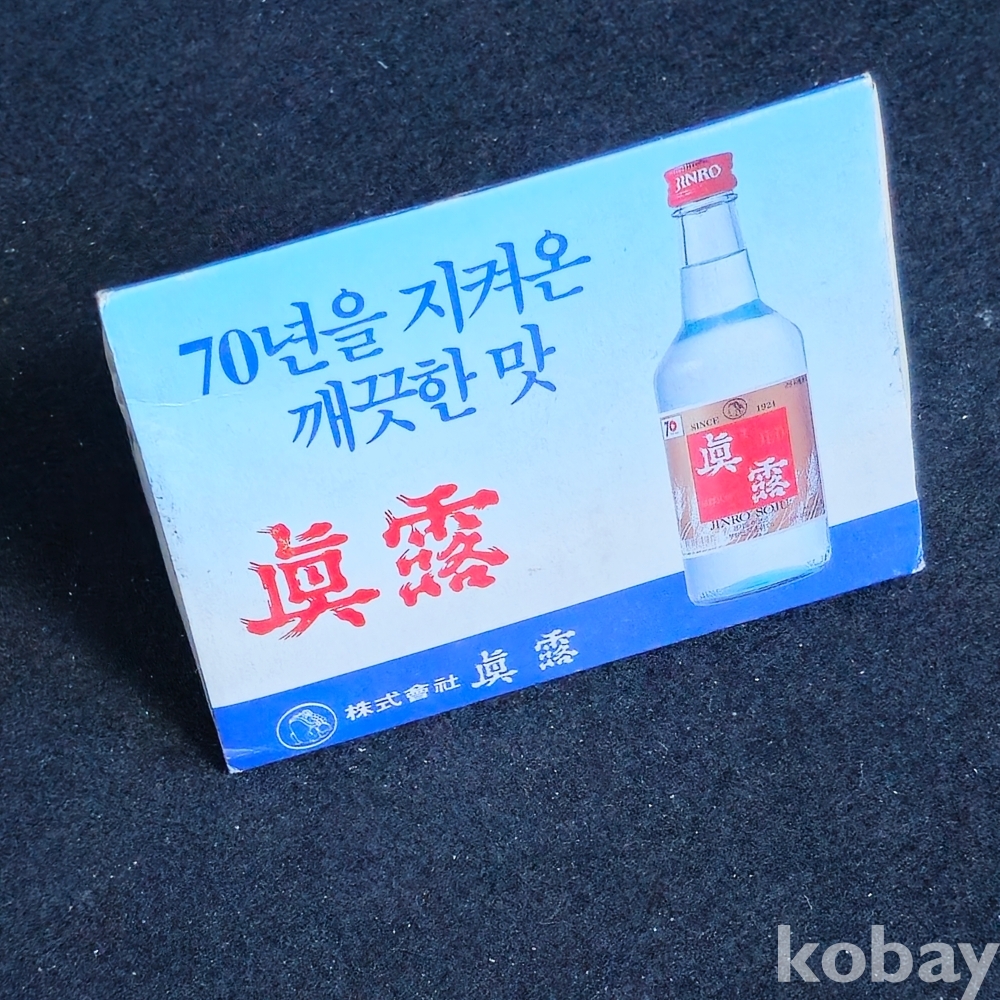 70년을 지켜온
깨끗한 맛
眞露
株式會社 眞露
JINRO
70
SINCE 1924
眞露
JINRO SOJU
kobay